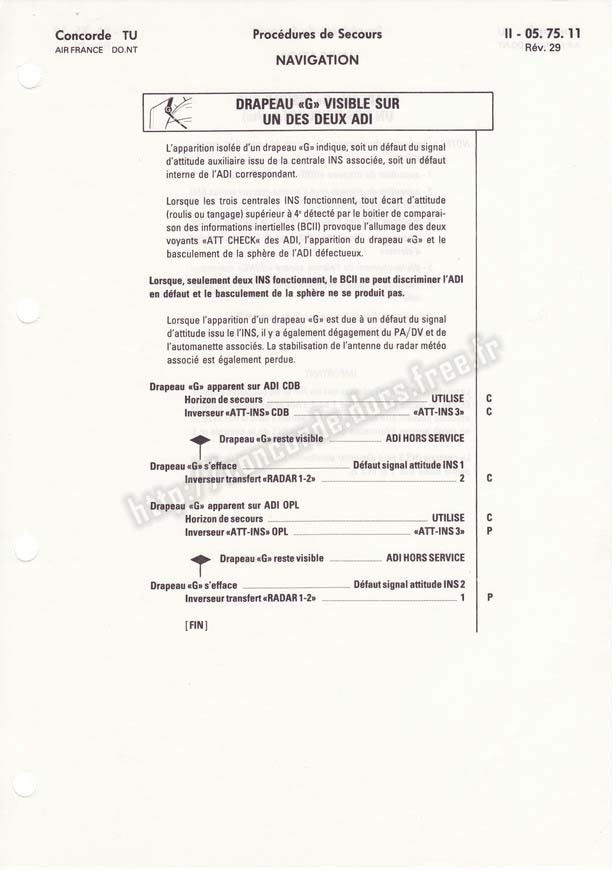 Concorde TU
AIR FRANCE DO.NT
Procédures de Secours
NAVIGATION
II - 05. 75. 11
Rév. 29
DRAPEAU «G» VISIBLE SUR
UN DES DEUX ADI
L'apparition isolée d'un drapeau «G» indique, soit un défaut du signal
d'attitude auxiliaire issu de la centrale INS associée, soit un défaut
interne de l'ADI correspondant.
Lorsque les trois centrales INS fonctionnent, tout écart d'attitude
(roulis ou tangage) supérieur à 4° détecté par le boitier de comparai-
son des informations inertielles (BCII) provoque l'allumage des deux
voyants «ATT CHECK« des ADI, l'apparition du drapeau «G» et le
basculement de la sphère de l'ADI défectueux.
Lorsque, seulement deux INS fonctionnent, le BCII ne peut discriminer l'ADI
en défaut et le basculement de la sphère ne se produit pas.
Lorsque l'apparition d'un drapeau «G» est due à un défaut du signal
d'attitude issu le l'INS, il y a également dégagement du PA/DV et de
l'automanette associés. La stabilisation de l'antenne du radar météo
associé est également perdue.
Drapeau «G» apparent sur ADI CDB
Horizon de secours UTILISE C
Inverseur «ATT-INS» CDB «ATT-INS 3» C
Drapeau «G» reste visible ADI HORS SERVICE
Drapeau «G» s'efface Défaut signal attitude INS 1
Inverseur transfert «RADAR 1-2» 2 C
Drapeau «G» apparent sur ADI OPL
Horizon de secours UTILISE C
Inverseur «ATT-INS» OPL «ATT-INS 3» P
Drapeau «G» reste visible ADI HORS SERVICE
Drapeau «G» s'efface Défaut signal attitude INS 2
Inverseur transfert «RADAR 1-2» 1 P
[FIN]
http://concorde.docs.free.fr